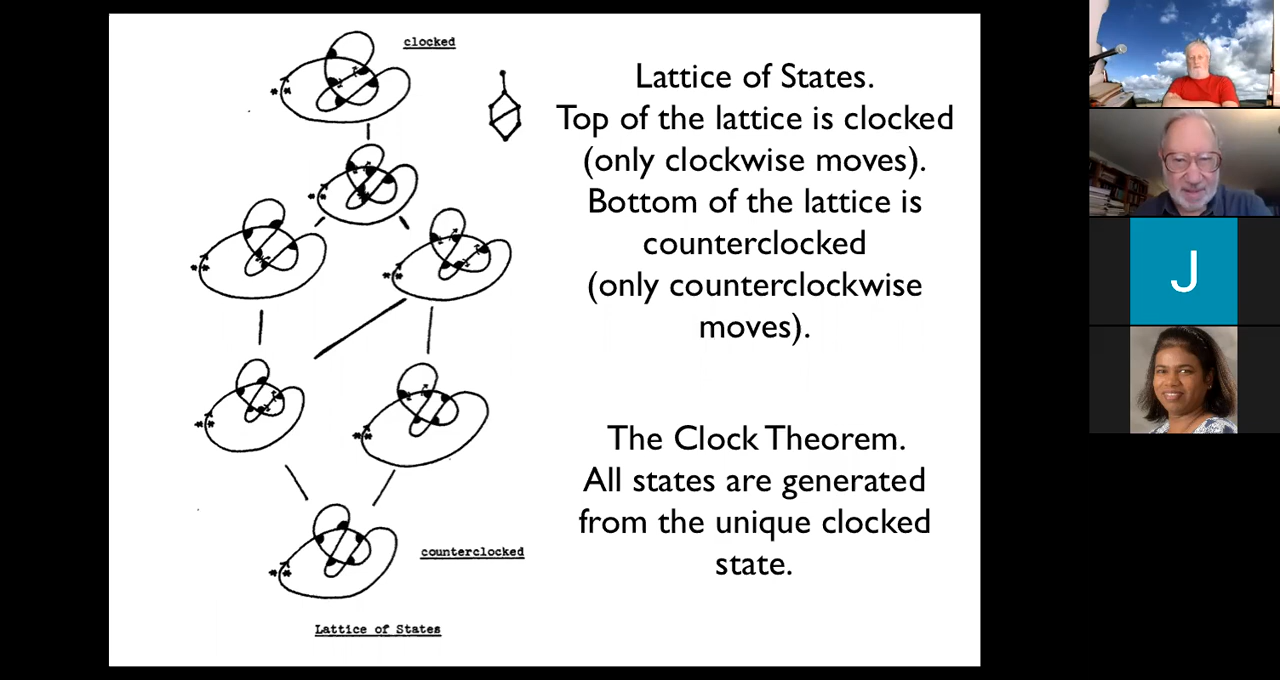 clocked
Lattice of States.
Top of the lattice is clocked
(only clockwise moves).
Bottom of the lattice is
counterclocked
(only counterclockwise
moves).
The Clock Theorem.
All states are generated
from the unique clocked
state.
counterclocked
Lattice of States
J